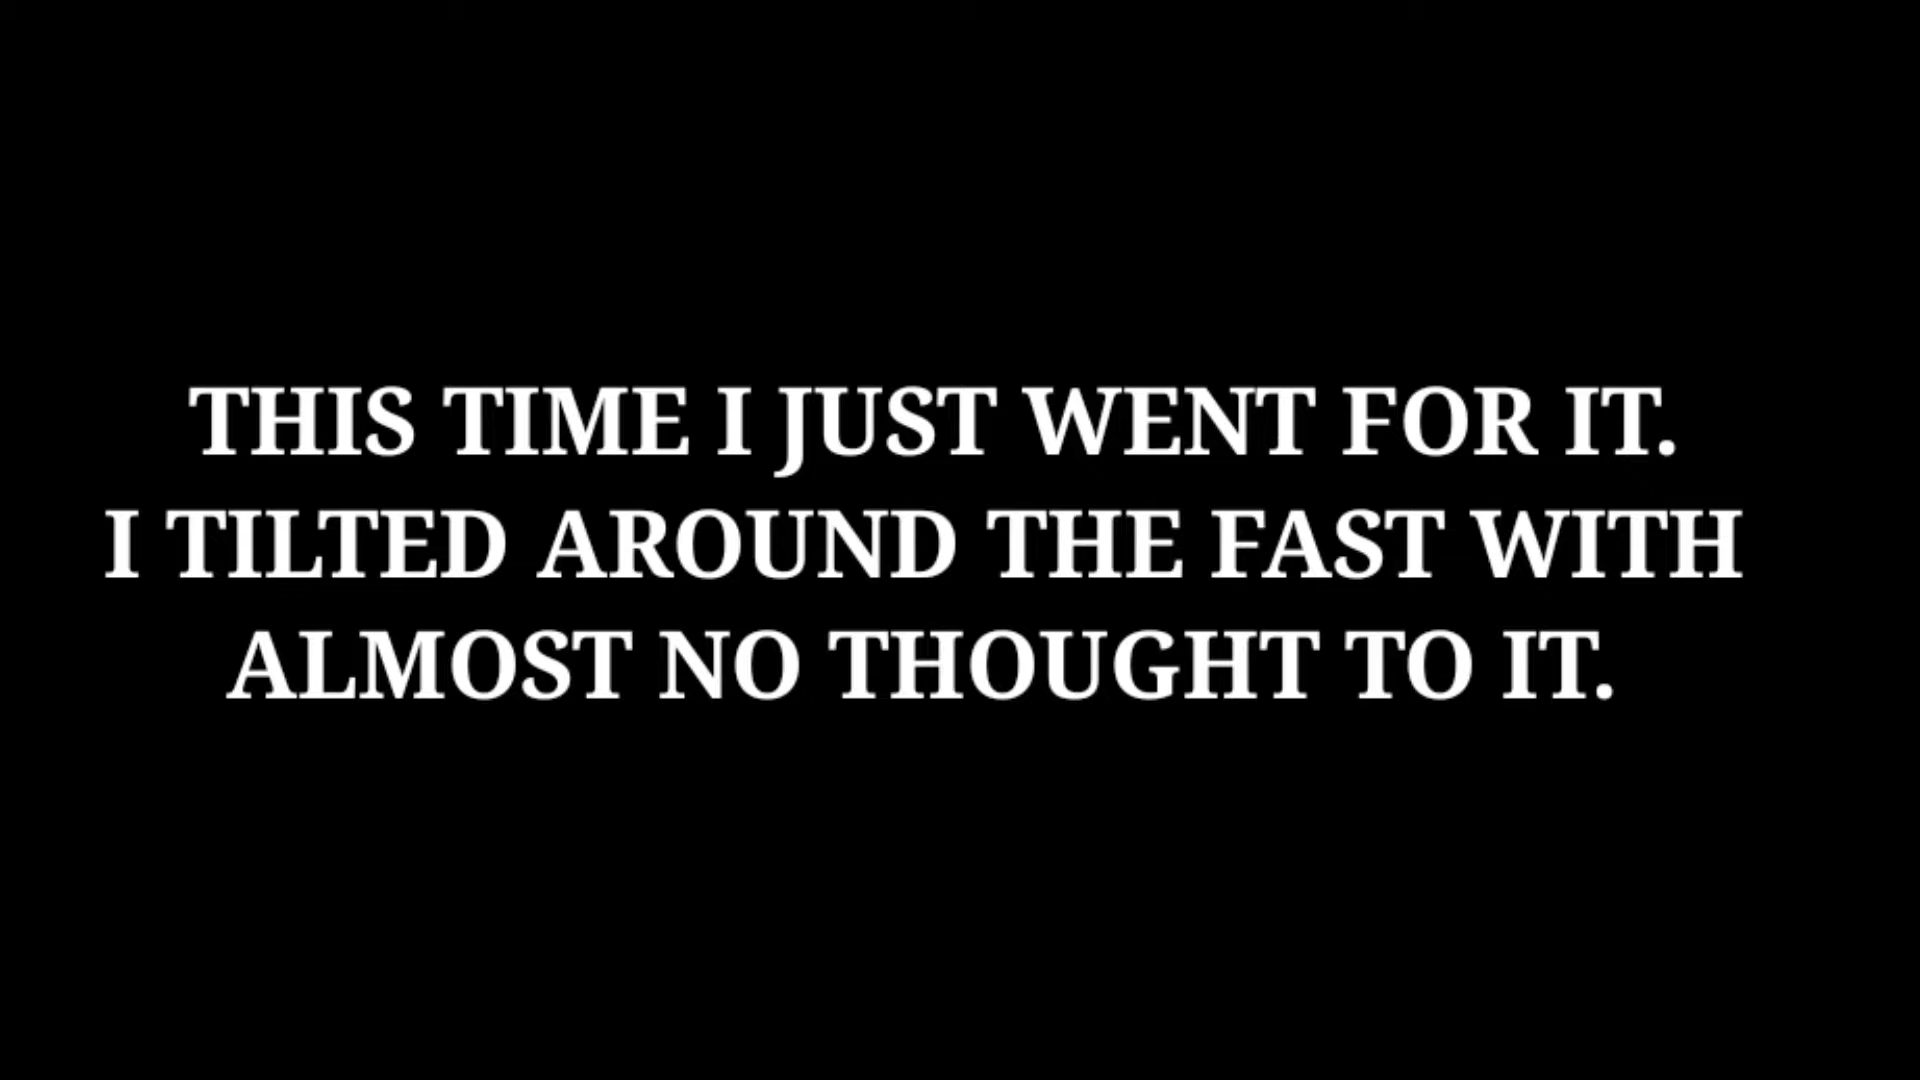 THIS TIME I JUST WENT FOR IT.
I TILTED AROUND THE FAST WITH
ALMOST NO THOUGHT TO IT.